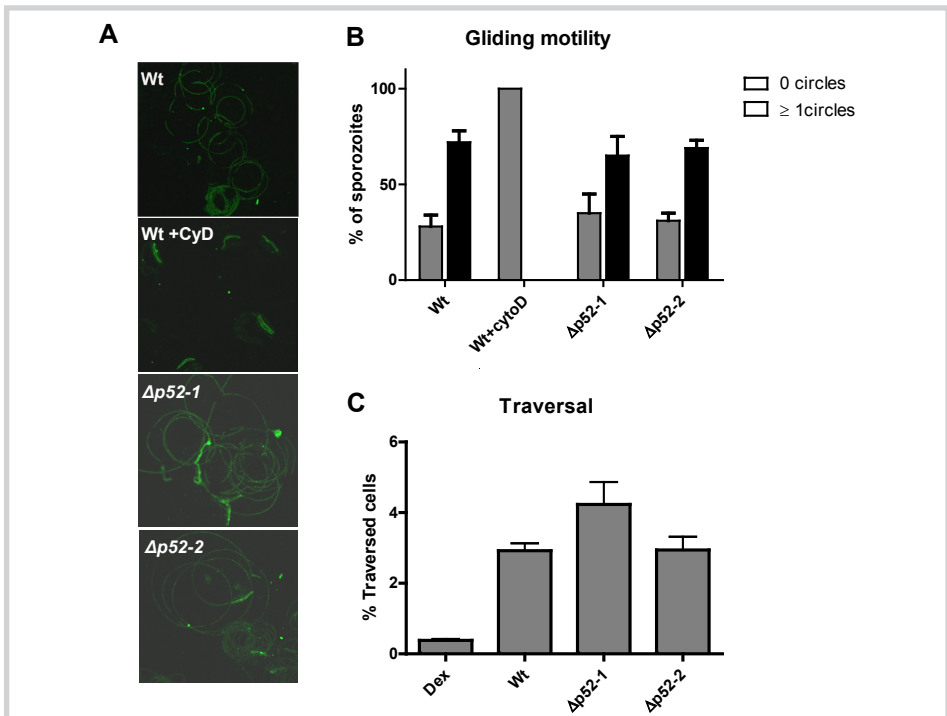 A
Wt
Wt +CyD
Δp52-1
Δp52-2
B
Gliding motility
0 circles
≥ 1circles
% of sporozoites
100
50
0
Wt
Wt+cytoD
Δp52-1
Δp52-2
C
Traversal
% Traversed cells
6
4
2
0
Dex
Wt
Δp52-1
Δp52-2